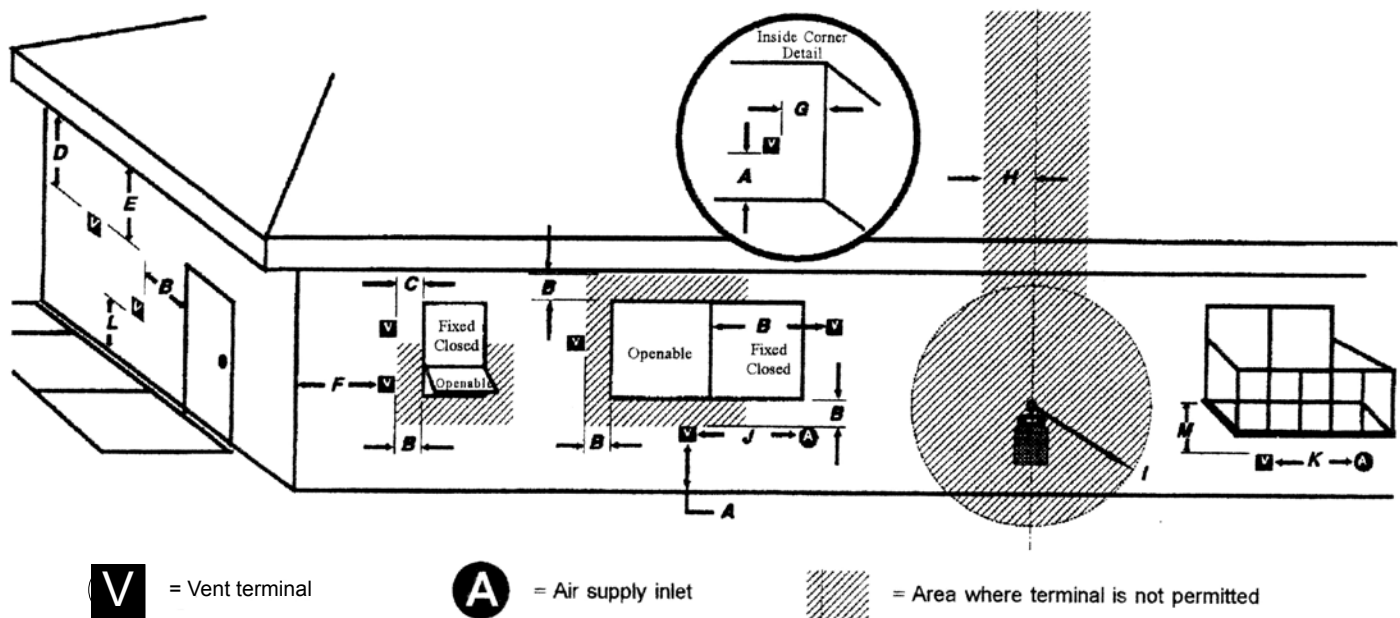 Inside Corner
Detail
G
V
A
H
D
E
V
B
V
L
C
V
Fixed
Closed
Openable
F
V
B
B
V
Openable
B
V
Fixed
Closed
B
B
V
J
A
A
I
M
V
K
A
V = Vent terminal
A = Air supply inlet
= Area where terminal is not permitted